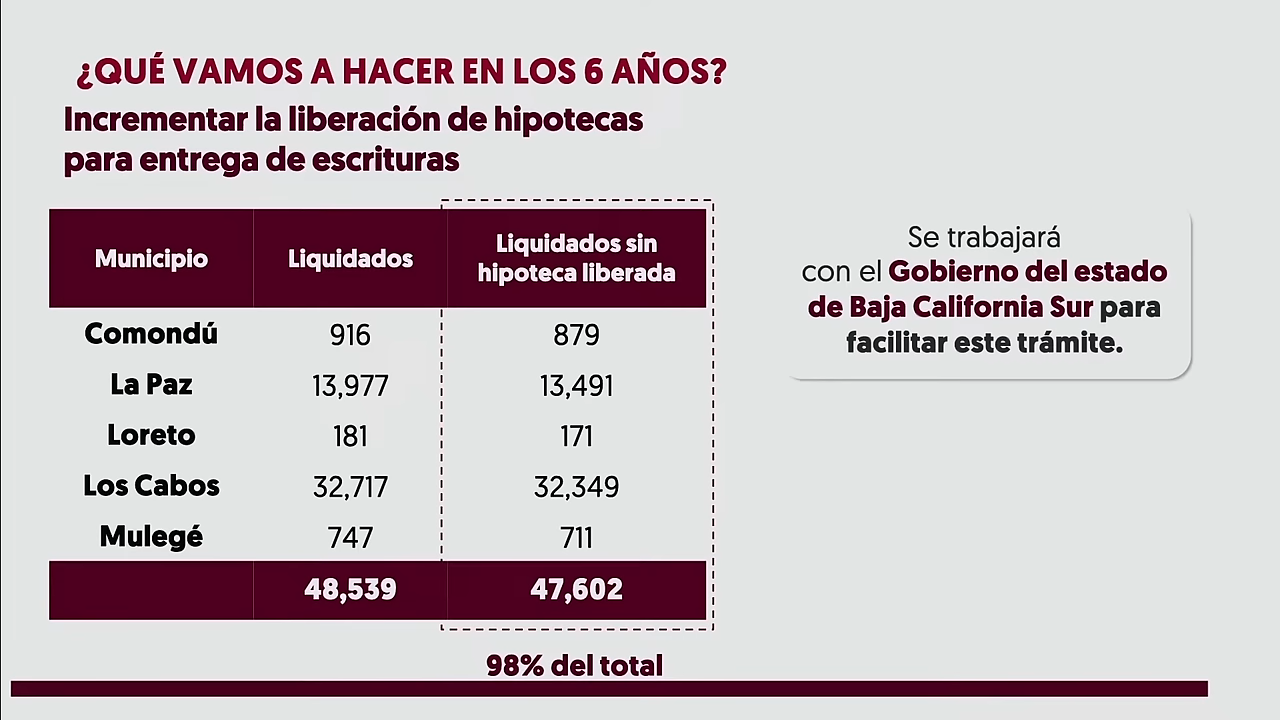 ¿QUÉ VAMOS A HACER EN LOS 6 AÑOS?
Incrementar la liberación de hipotecas
para entrega de escrituras
Municipio Liquidados Liquidados sin hipoteca liberada
Comondú 916 879
La Paz 13,977 13,491
Loreto 181 171
Los Cabos 32,717 32,349
Mulegé 747 711
48,539 47,602
98% del total
Se trabajará
con el Gobierno del estado
de Baja California Sur para
facilitar este trámite.